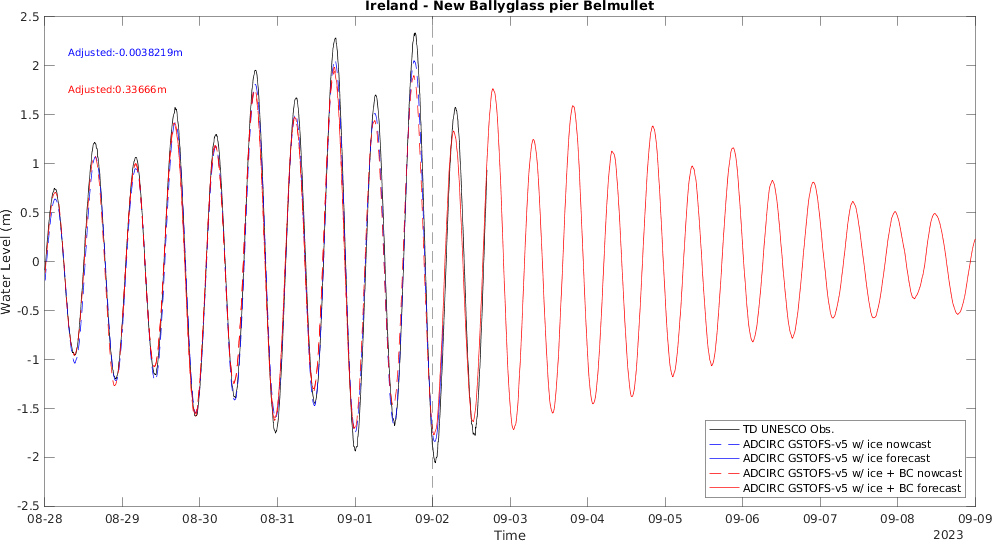 Ireland - New Ballyglass pier Belmullet
Adjusted:-0.0038219m
Adjusted:0.33666m
Water Level (m)
2.5
2
1.5
1
0.5
0
-0.5
-1
-1.5
-2
-2.5
TD UNESCO Obs.
ADCIRC GSTOFS-v5 w/ ice nowcast
ADCIRC GSTOFS-v5 w/ ice forecast
ADCIRC GSTOFS-v5 w/ ice + BC nowcast
ADCIRC GSTOFS-v5 w/ ice + BC forecast
08-28 08-29 08-30 08-31 09-01 09-02 09-03 09-04 09-05 09-06 09-07 09-08 09-09
Time
2023